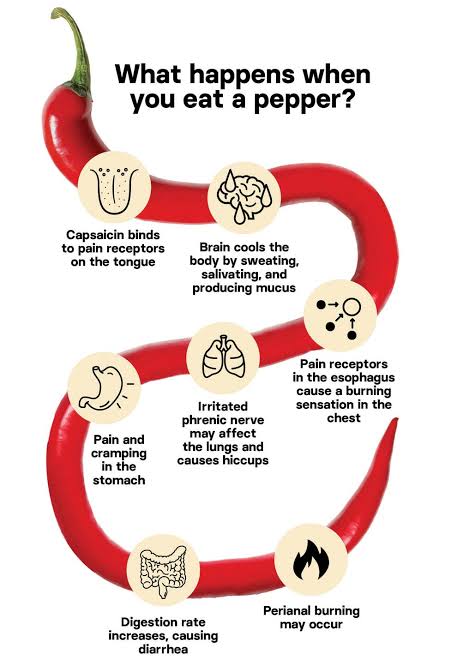 What happens when
you eat a pepper?
Capsaicin binds
to pain receptors
on the tongue
Brain cools the
body by sweating,
salivating, and
producing mucus
Pain receptors
in the esophagus
cause a burning
sensation in the
chest
Irritated
phrenic nerve
may affect
the lungs and
causes hiccups
Pain and
cramping
in the
stomach
Digestion rate
increases, causing
diarrhea
Perianal burning
may occur